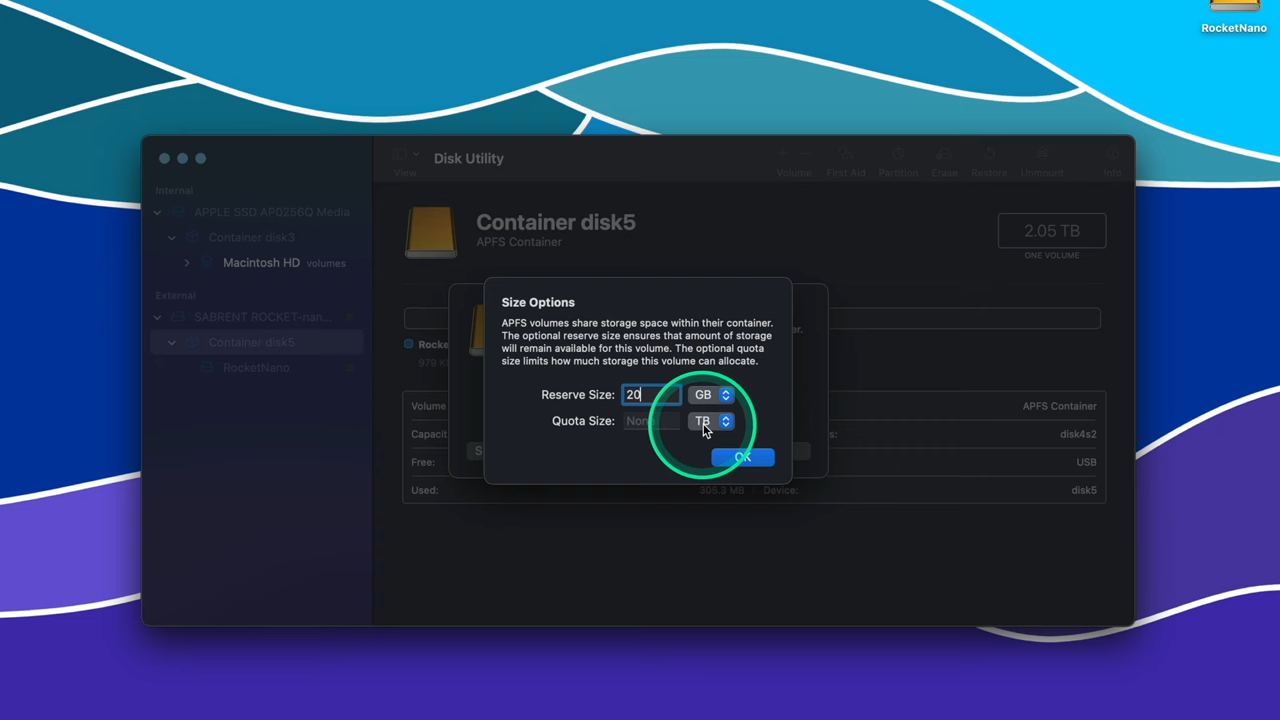 RocketNano
Disk Utility
View
Volume
First Aid
Partition
Erase
Restore
Unmount
Info
Internal
APPLE SSD AP0256Q Media
Container disk3
Macintosh HD volumes
External
SABRENT ROCKET-nan...
Container disk5
RocketNano
Container disk5
APFS Container
2.05 TB
ONE VOLUME
Size Options
APFS volumes share storage space within their container.
The optional reserve size ensures that amount of storage
will remain available for this volume. The optional quota
size limits how much storage this volume can allocate.
Reserve Size: 20 GB
Quota Size: None TB
OK
Volume
APFS Container
disk4s2
Free:
USB
Used:
305.3 MB
Device:
disk5